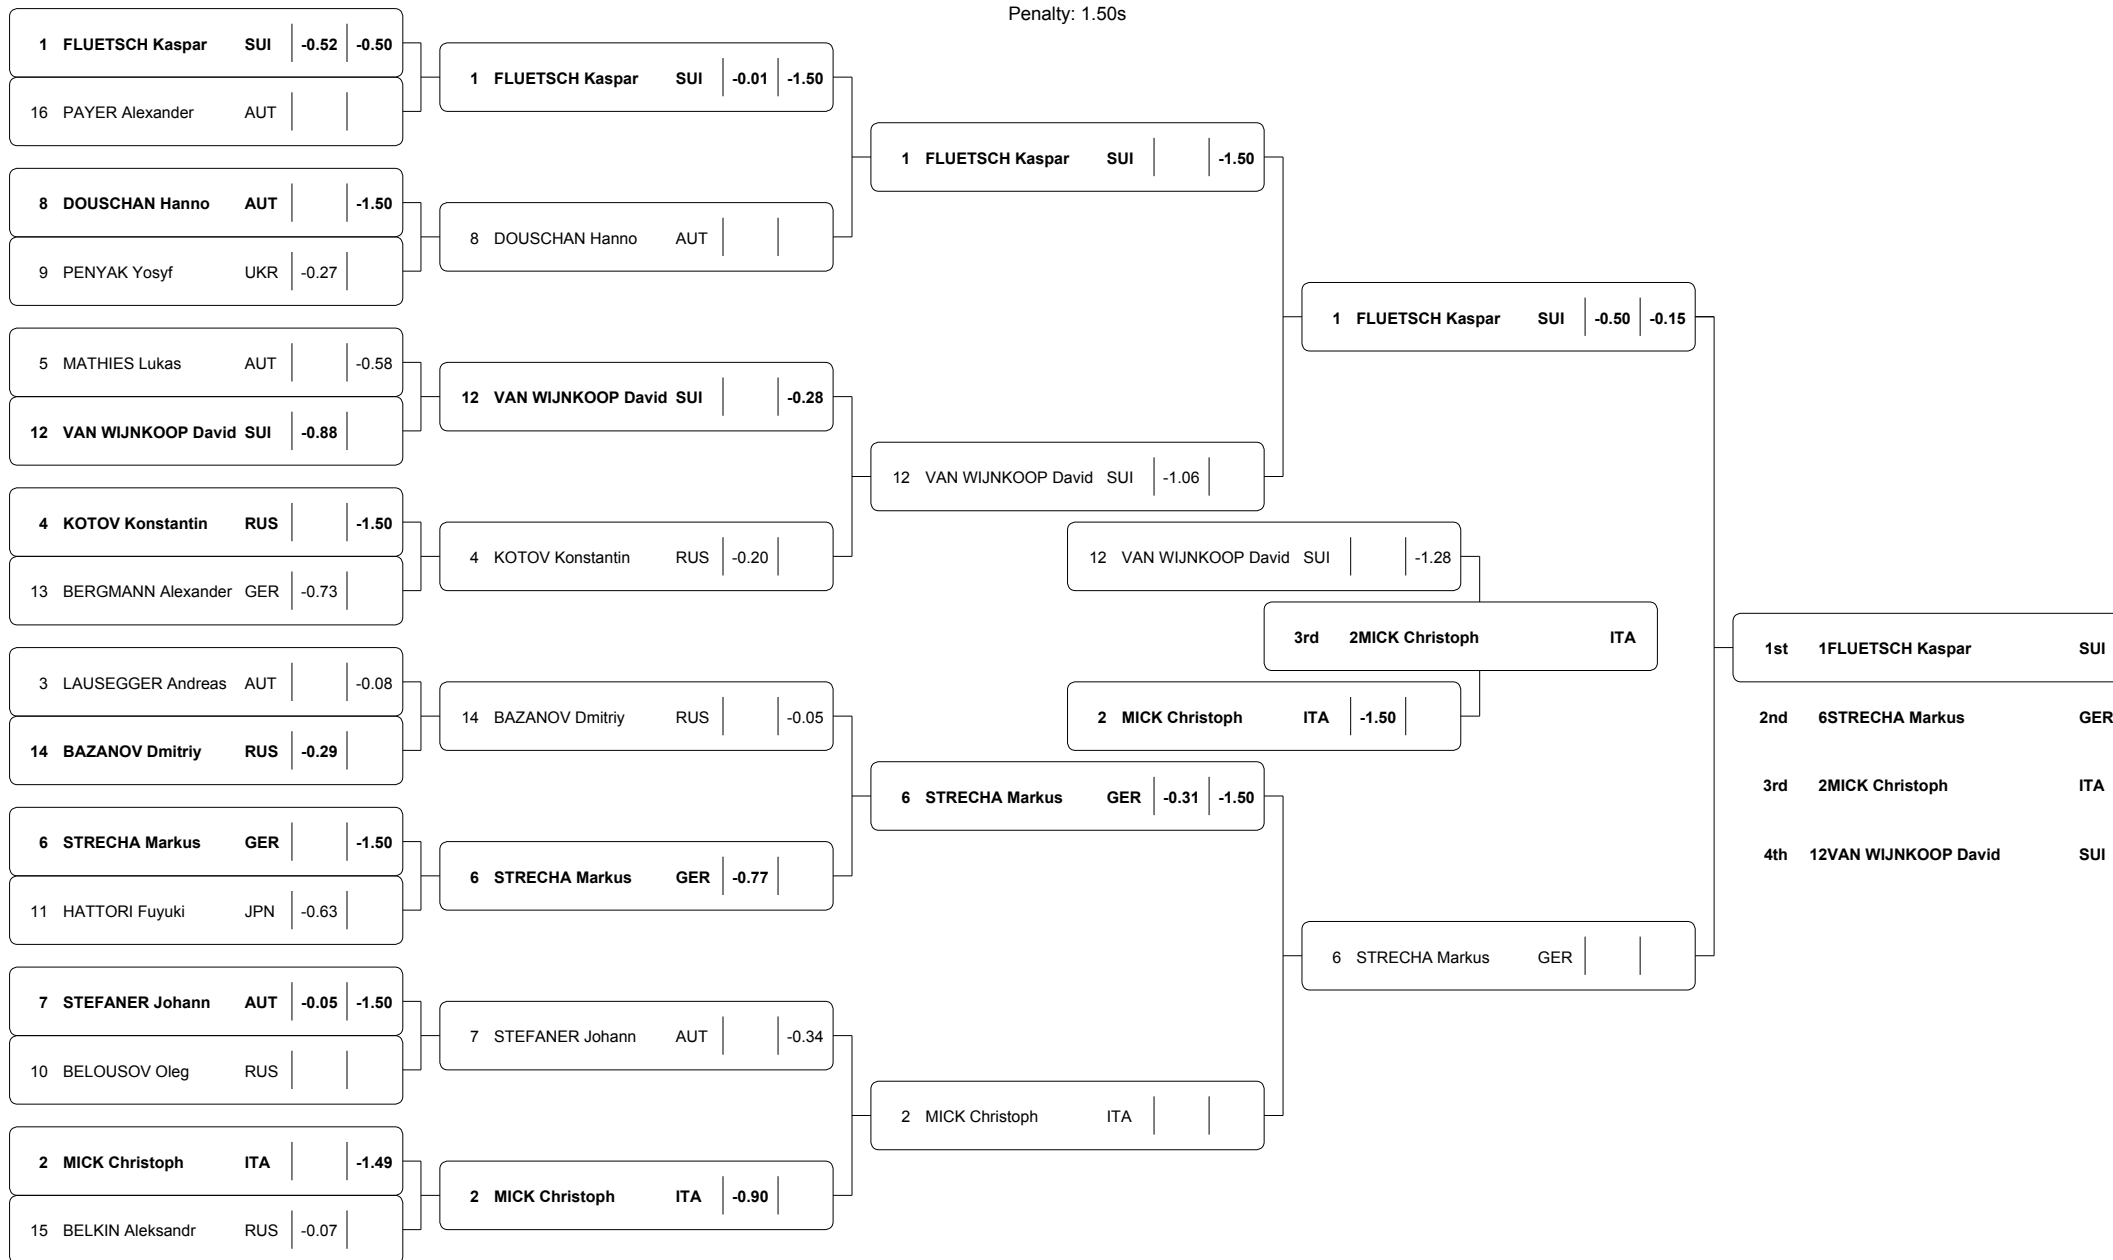 Penalty: 1.50s
1 FLUETSCH Kaspar SUI -0.52 -0.50
16 PAYER Alexander AUT
8 DOUSCHAN Hanno AUT -1.50
9 PENYAK Yosyf UKR -0.27
5 MATHIES Lukas AUT -0.58
12 VAN WIJNKOOP David SUI -0.88
4 KOTOV Konstantin RUS -1.50
13 BERGMANN Alexander GER -0.73
3 LAUSEGGER Andreas AUT -0.08
14 BAZANOV Dmitriy RUS -0.29
6 STRECHA Markus GER -1.50
11 HATTORI Fuyuki JPN -0.63
7 STEFANER Johann AUT -0.05 -1.50
10 BELOUSOV Oleg RUS
2 MICK Christoph ITA -1.49
15 BELKIN Aleksandr RUS -0.07
1 FLUETSCH Kaspar SUI -0.01 -1.50
8 DOUSCHAN Hanno AUT
12 VAN WIJNKOOP David SUI -0.28
4 KOTOV Konstantin RUS -0.20
14 BAZANOV Dmitriy RUS -0.05
6 STRECHA Markus GER -0.77
7 STEFANER Johann AUT -0.34
2 MICK Christoph ITA -0.90
1 FLUETSCH Kaspar SUI -1.50
12 VAN WIJNKOOP David SUI -1.06
6 STRECHA Markus GER -0.31 -1.50
2 MICK Christoph ITA
12 VAN WIJNKOOP David SUI -1.28
3rd 2MICK Christoph ITA
2 MICK Christoph ITA -1.50
1 FLUETSCH Kaspar SUI -0.50 -0.15
6 STRECHA Markus GER
1st 1FLUETSCH Kaspar SUI
2nd 6STRECHA Markus GER
3rd 2MICK Christoph ITA
4th 12VAN WIJNKOOP David SUI